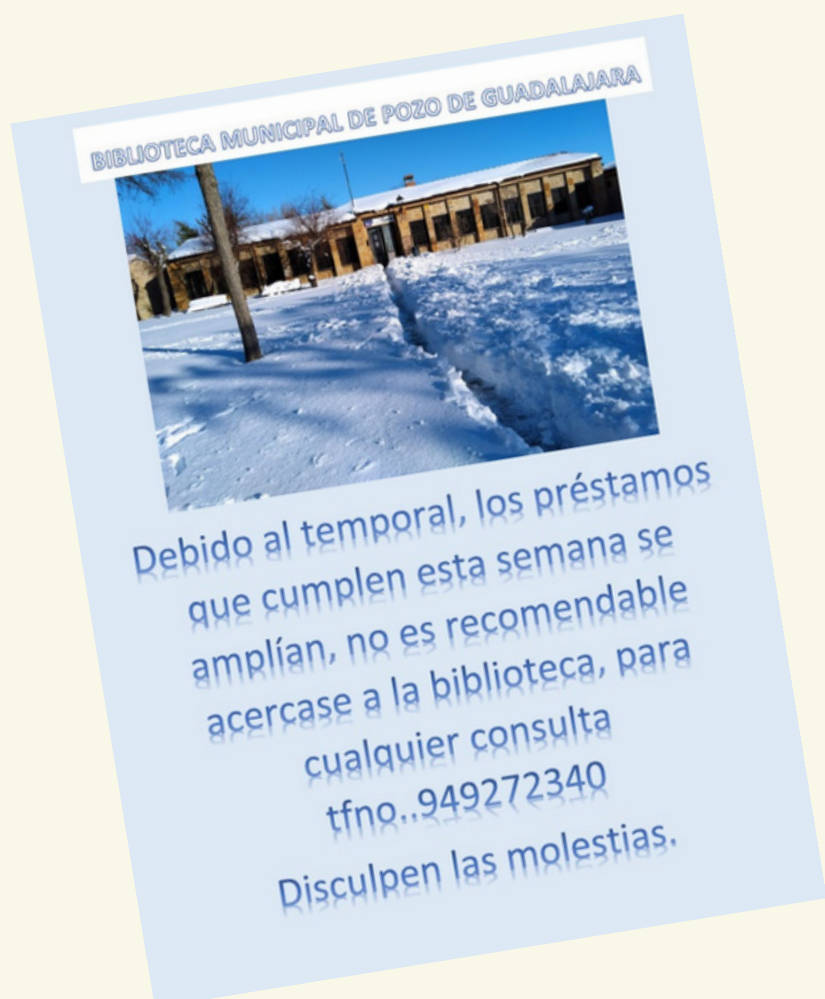 BIBLIOTECA MUNICIPAL DE POZO DE GUADALAJARA
Debido al temporal, los préstamos
que cumplen esta semana se
amplían, no es recomendable
acercase a la biblioteca, para
cualquier consulta
tfno..949272340
Disculpen las molestias.